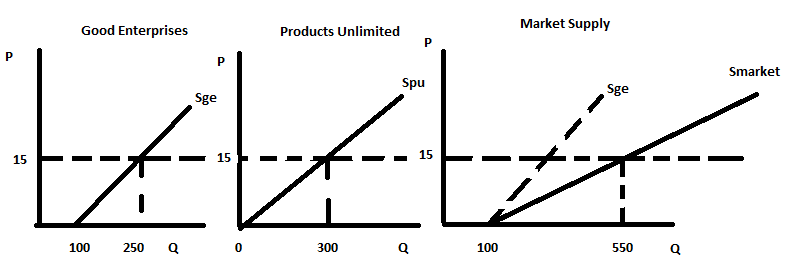 Good Enterprises
P
Sge
15
100 250 Q
Products Unlimited
P
Spu
15
0 300 Q
Market Supply
P
Sge
Smarket
15
100 550 Q